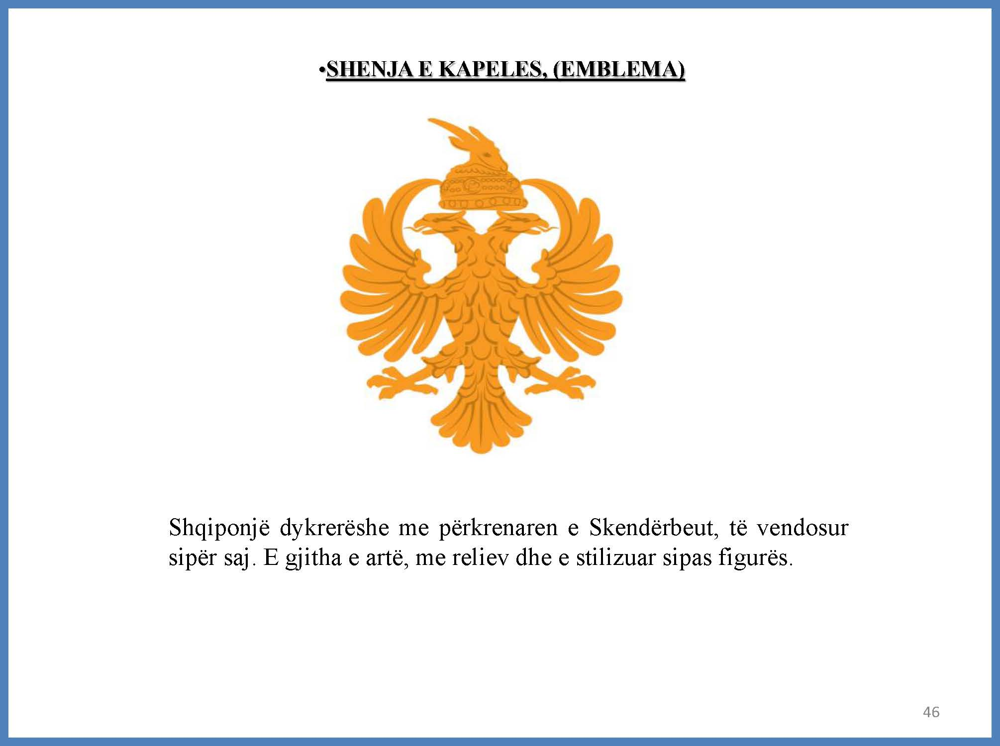 •SHENJA E KAPELES, (EMBLEMA)
Shqiponjë dykrerëshe me përkrenaren e Skendërbeut, të vendosur
sipër saj. E gjitha e artë, me reliev dhe e stilizuar sipas figurës.
46